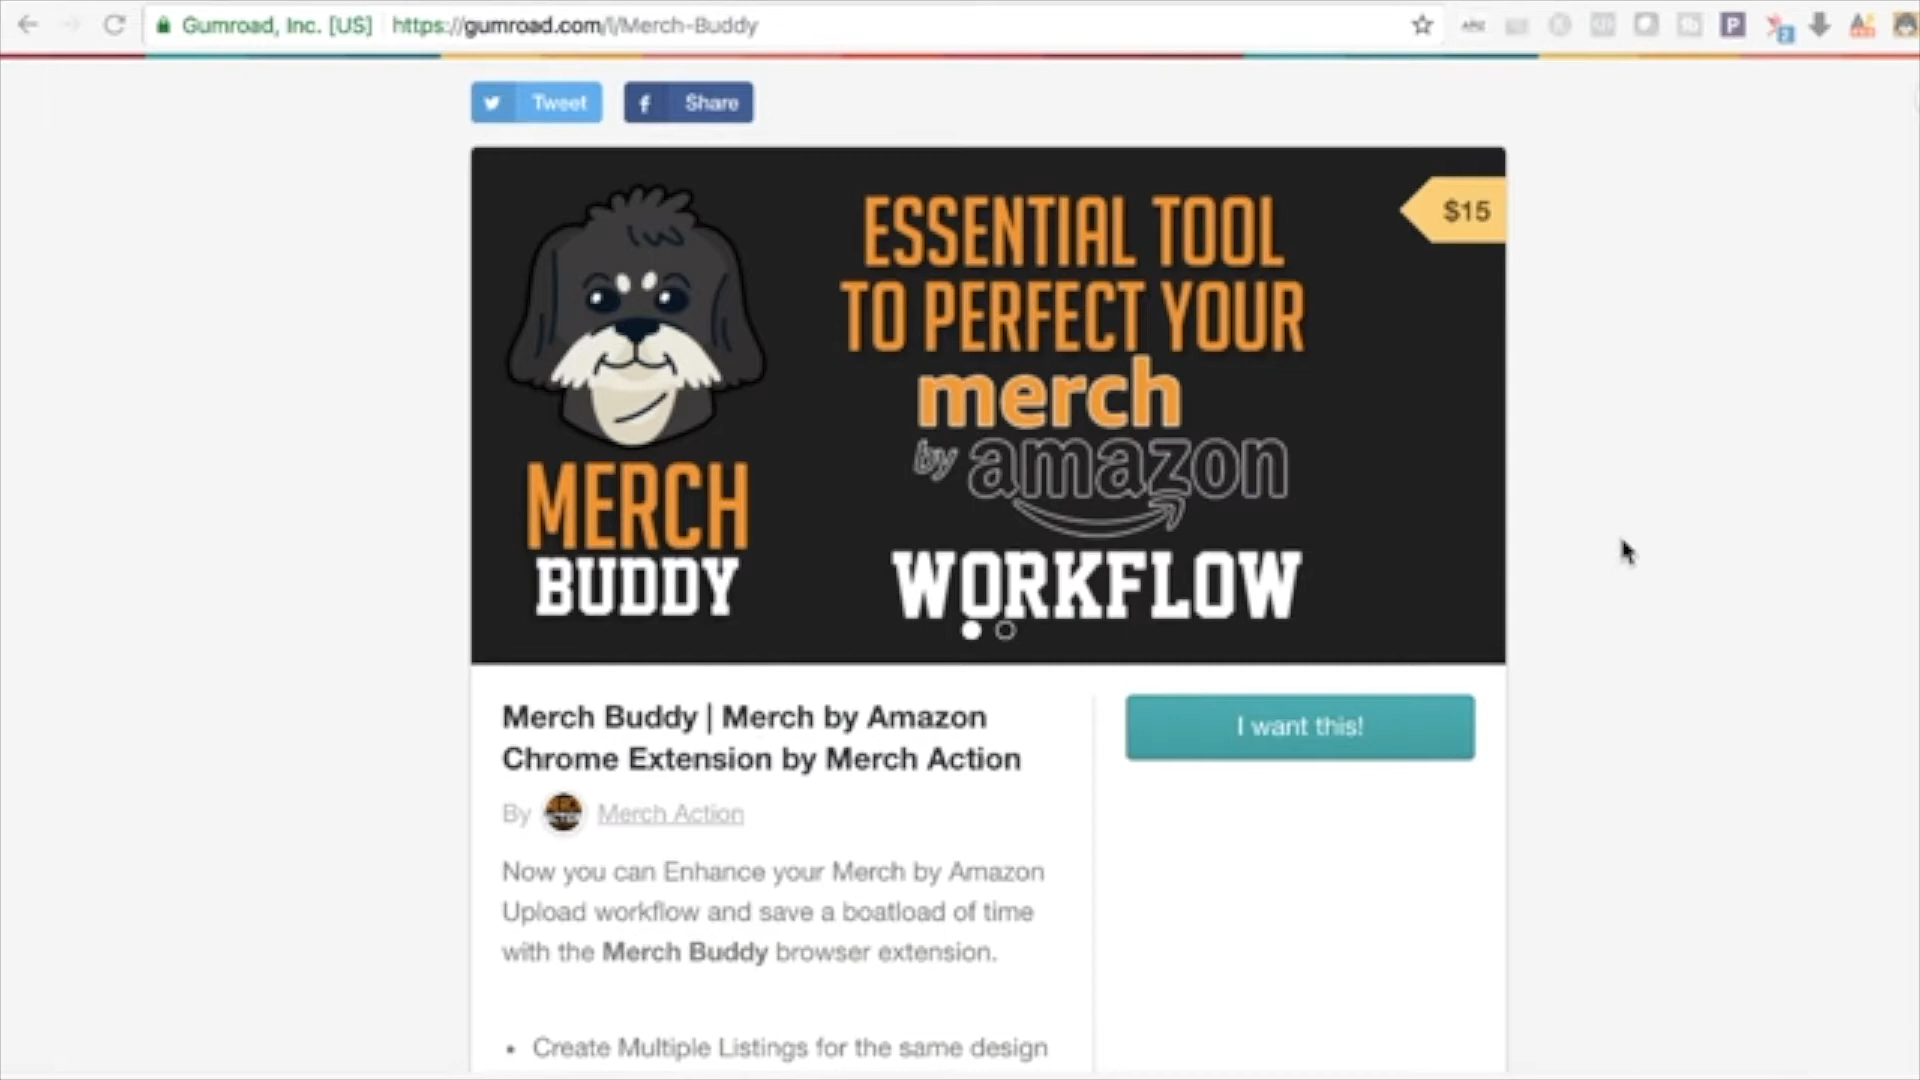 Gumroad, Inc. [US] https://gumroad.com/l/Merch-Buddy
Tweet
Share
ESSENTIAL TOOL
TO PERFECT YOUR
merch
by amazon
WORKFLOW
$15
MERCH
BUDDY
Merch Buddy | Merch by Amazon
Chrome Extension by Merch Action
By Merch Action
Now you can Enhance your Merch by Amazon
Upload workflow and save a boatload of time
with the Merch Buddy browser extension.
• Create Multiple Listings for the same design
I want this!